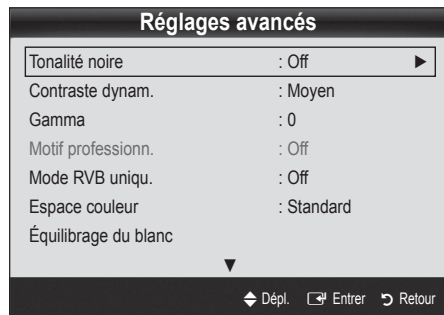 Réglages avancés
Tonalité noire : Off ►
Contraste dynam. : Moyen
Gamma : 0
Motif professionn. : Off
Mode RVB uniqu. : Off
Espace couleur : Standard
Équilibrage du blanc
▼
Dépl. Entrer Retour